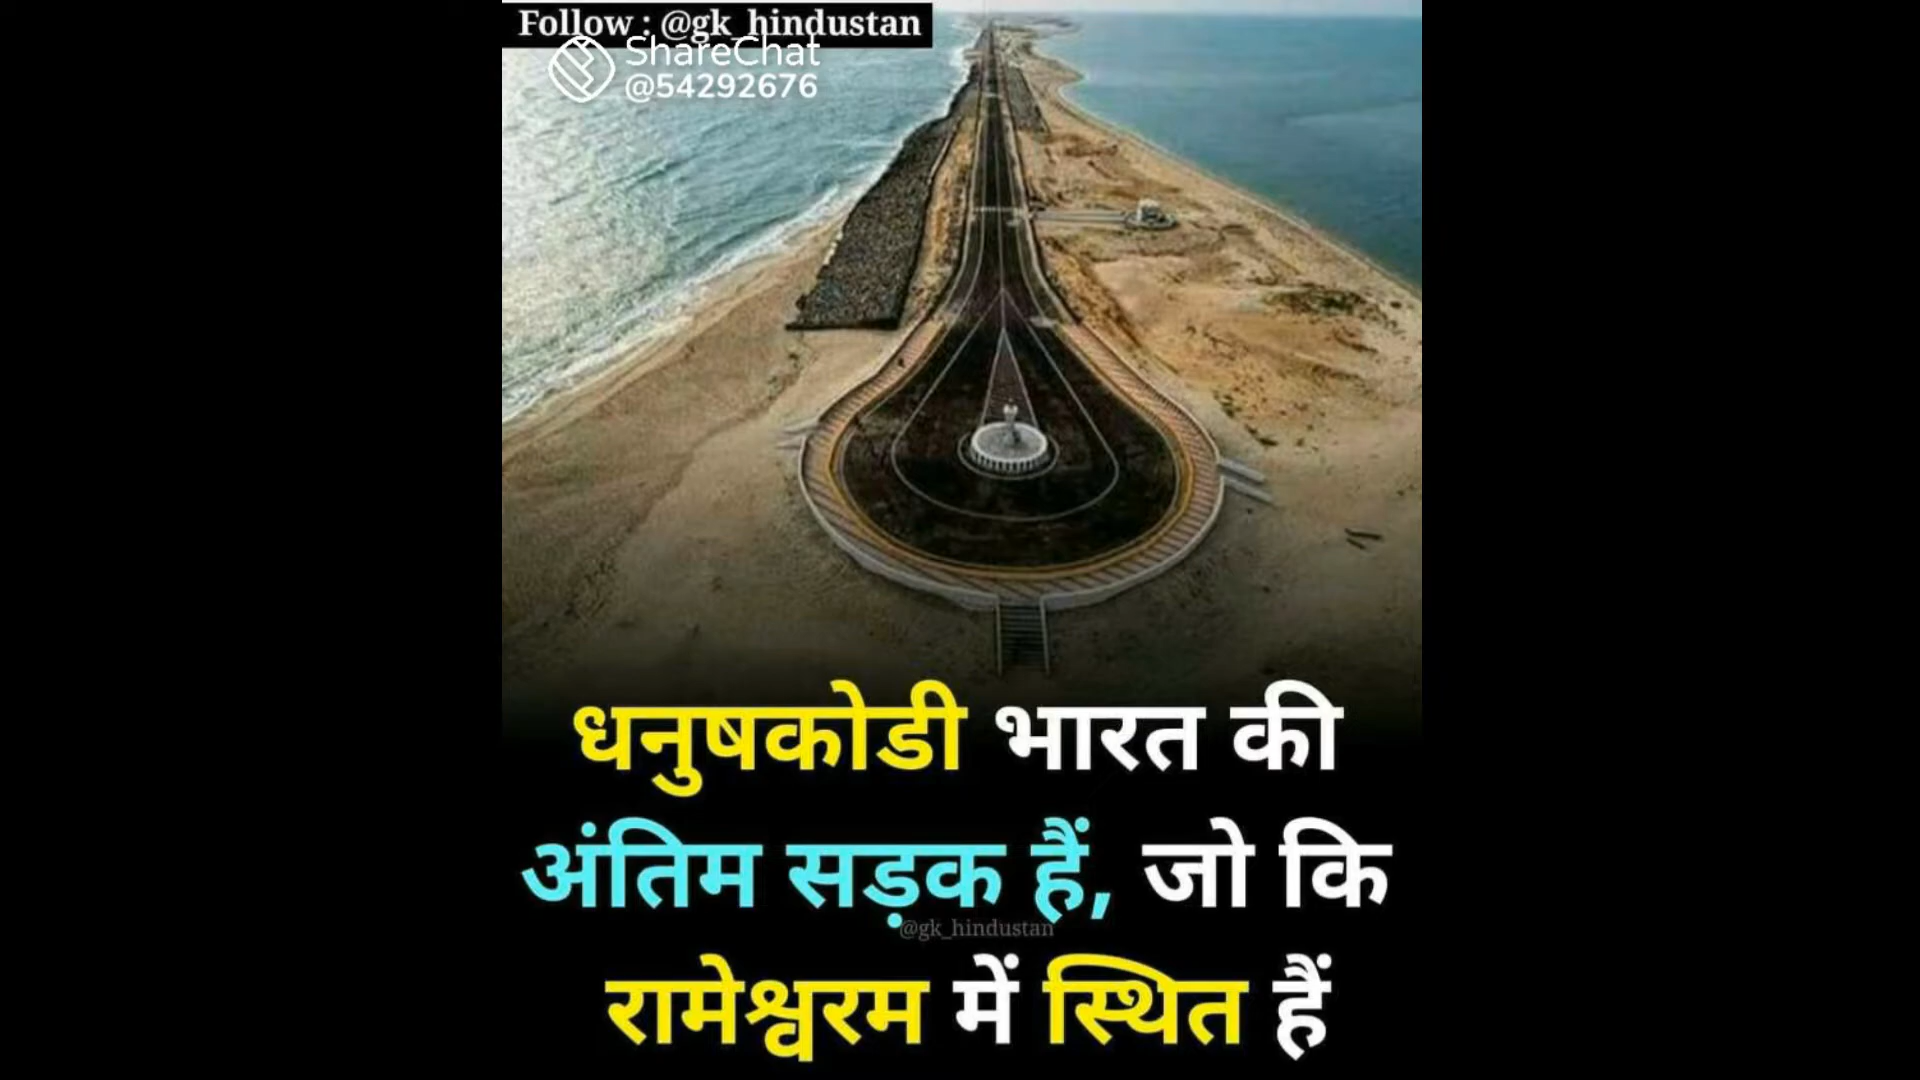 Follow : @gk_hindustan
ShareChat
@54292676
धनुषकोडी भारत की
अंतिम सड़क हैं, जो कि
@gk_hindustan
रामेश्वरम में स्थित हैं